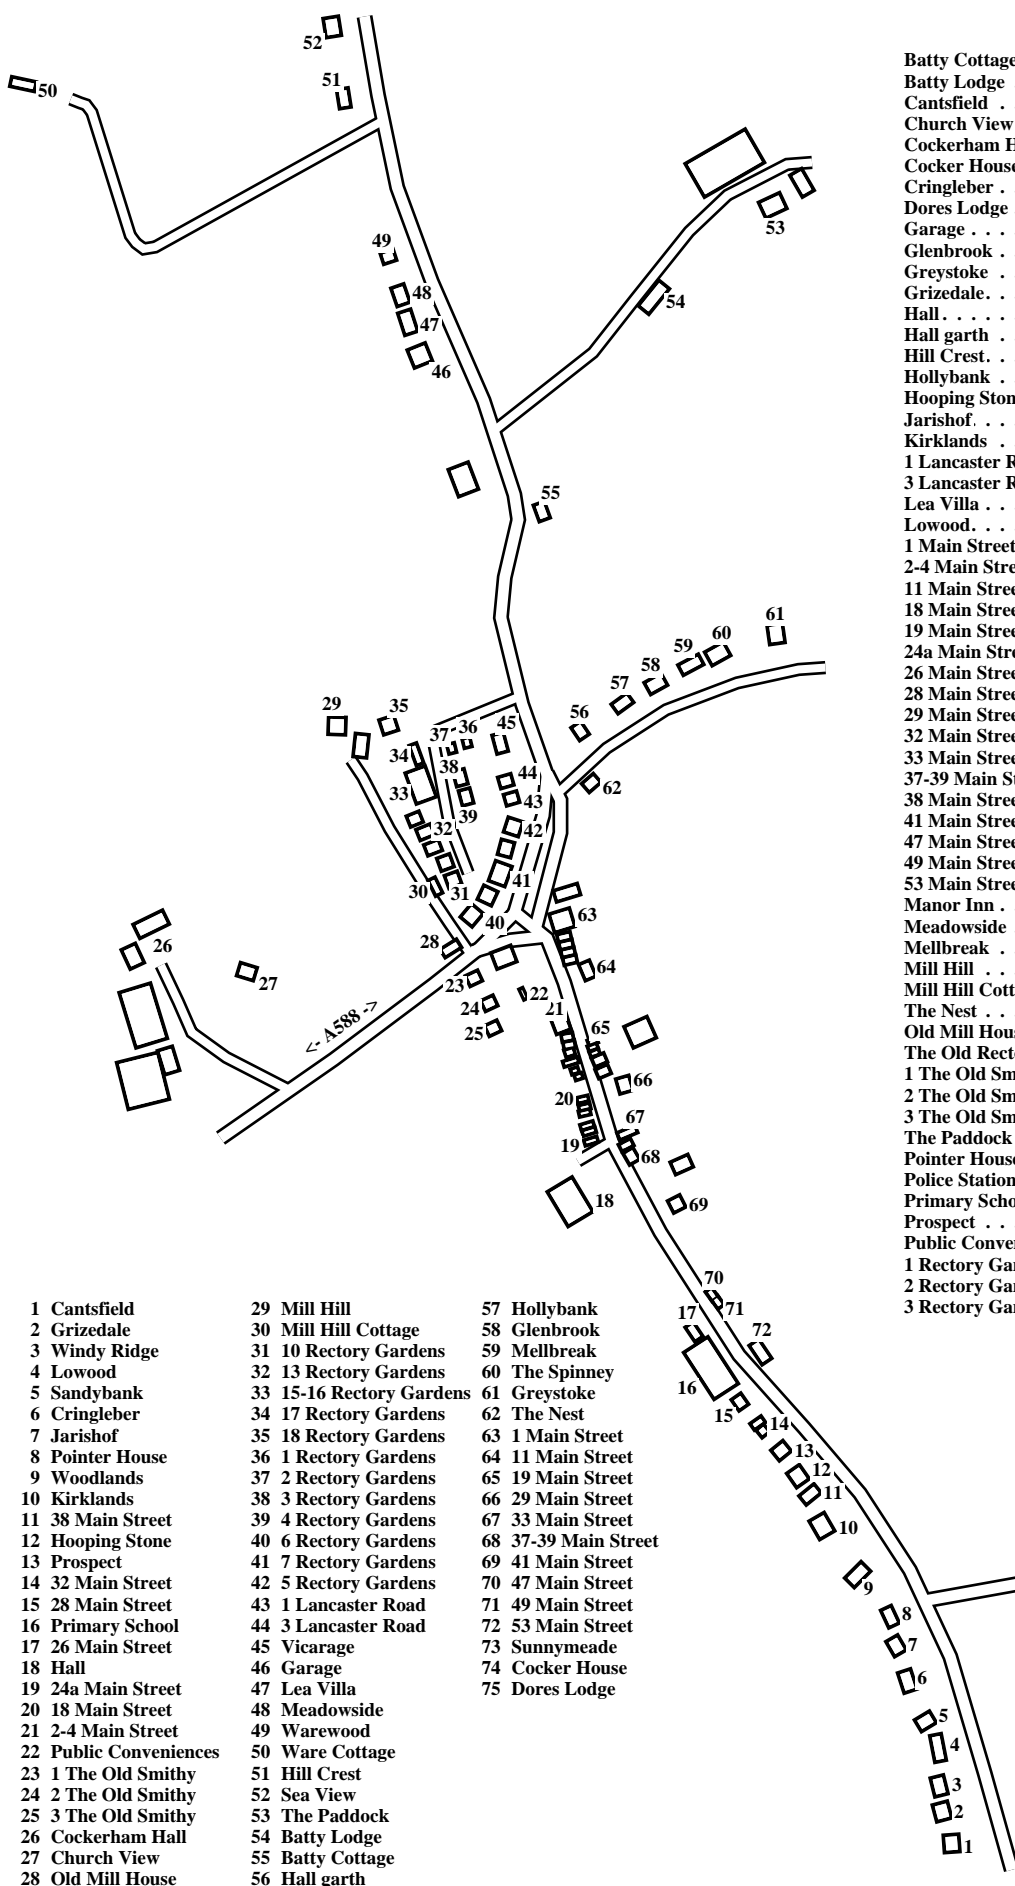 52
51
50
49
48
47
46
53
54
55
61
60
59
58
57
56
62
29
35
34
33
37
36
45
38
39
44
43
42
32
41
31
30
40
28
63
64
26
27
23
22
24
25
21
<- A588 ->
65
66
20
67
19
68
18
69
70
71
17
72
16
15
14
13
12
11
10
9
8
7
6
5
4
3
2
1
1 Cantsfield
2 Grizedale
3 Windy Ridge
4 Lowood
5 Sandybank
6 Cringleber
7 Jarishof
8 Pointer House
9 Woodlands
10 Kirklands
11 38 Main Street
12 Hooping Stone
13 Prospect
14 32 Main Street
15 28 Main Street
16 Primary School
17 26 Main Street
18 Hall
19 24a Main Street
20 18 Main Street
21 2-4 Main Street
22 Public Conveniences
23 1 The Old Smithy
24 2 The Old Smithy
25 3 The Old Smithy
26 Cockerham Hall
27 Church View
28 Old Mill House
29 Mill Hill
30 Mill Hill Cottage
31 10 Rectory Gardens
32 13 Rectory Gardens
33 15-16 Rectory Gardens
34 17 Rectory Gardens
35 18 Rectory Gardens
36 1 Rectory Gardens
37 2 Rectory Gardens
38 3 Rectory Gardens
39 4 Rectory Gardens
40 6 Rectory Gardens
41 7 Rectory Gardens
42 5 Rectory Gardens
43 1 Lancaster Road
44 3 Lancaster Road
45 Vicarage
46 Garage
47 Lea Villa
48 Meadowside
49 Warewood
50 Ware Cottage
51 Hill Crest
52 Sea View
53 The Paddock
54 Batty Lodge
55 Batty Cottage
56 Hall garth
57 Hollybank
58 Glenbrook
59 Mellbreak
60 The Spinney
61 Greystoke
62 The Nest
63 1 Main Street
64 11 Main Street
65 19 Main Street
66 29 Main Street
67 33 Main Street
68 37-39 Main Street
69 41 Main Street
70 47 Main Street
71 49 Main Street
72 53 Main Street
73 Sunnymeade
74 Cocker House
75 Dores Lodge
Batty Cottage
Batty Lodge .
Cantsfield . .
Church View
Cockerham H
Cocker House
Cringleber . .
Dores Lodge .
Garage . . . .
Glenbrook . .
Greystoke . .
Grizedale. . .
Hall . . . . . .
Hall garth . .
Hill Crest. . .
Hollybank . .
Hooping Ston
Jarishof. . . .
Kirklands . .
1 Lancaster R
3 Lancaster R
Lea Villa . . .
Lowood. . . .
1 Main Street
2-4 Main Stre
11 Main Stree
18 Main Stree
19 Main Stree
24a Main Stre
26 Main Stree
28 Main Stree
29 Main Stree
32 Main Stree
33 Main Stree
37-39 Main St
38 Main Stree
41 Main Stree
47 Main Stree
49 Main Stree
53 Main Stree
Manor Inn . .
Meadowside .
Mellbreak . .
Mill Hill . . .
Mill Hill Cott
The Nest . . .
Old Mill Hous
The Old Recto
1 The Old Sm
2 The Old Sm
3 The Old Sm
The Paddock
Pointer House
Police Station
Primary Scho
Prospect . . .
Public Conven
1 Rectory Gar
2 Rectory Gar
3 Rectory Gar